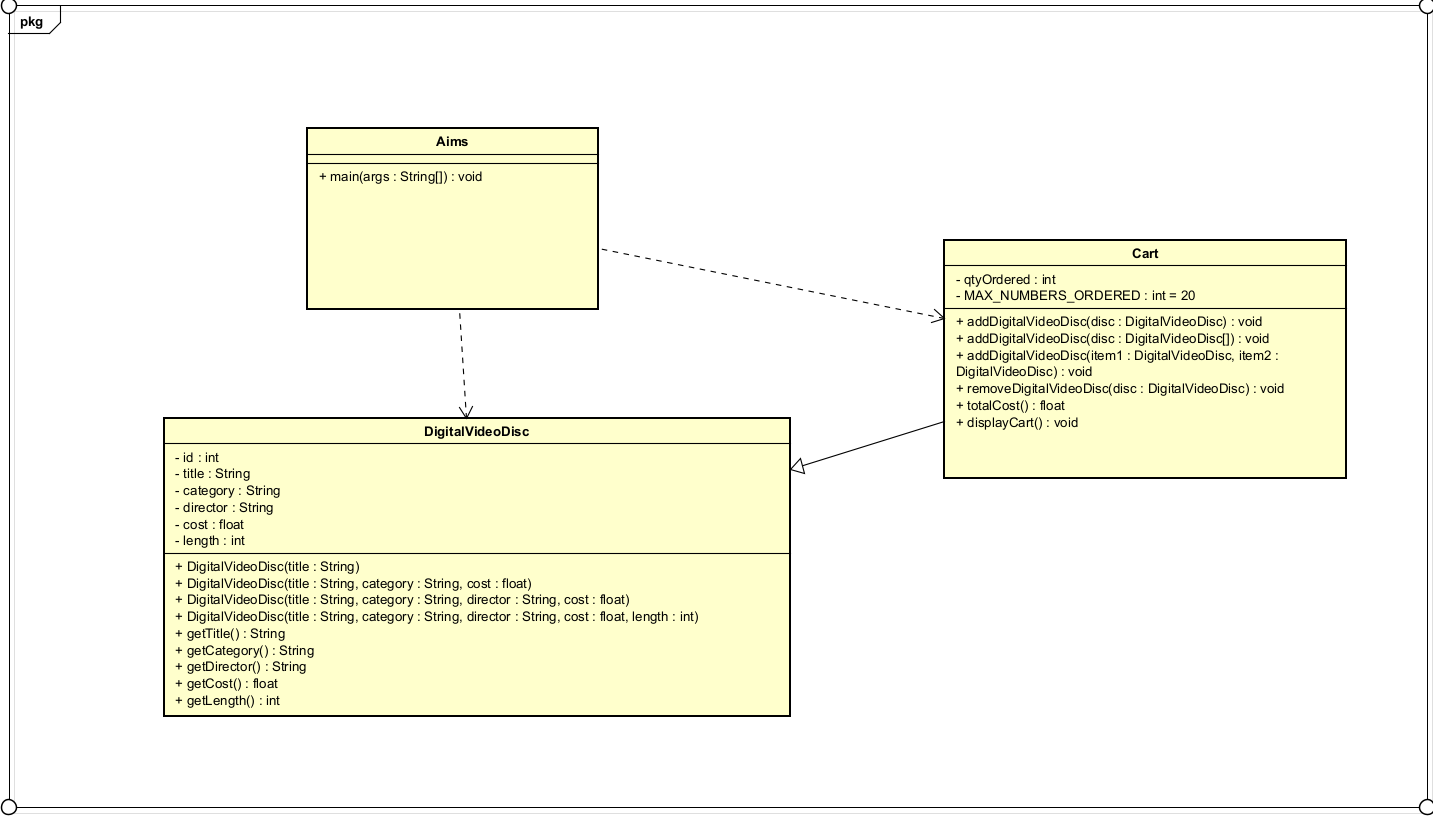 pkg
Aims
+ main(args : String[]) : void
Cart
- qtyOrdered : int
- MAX_NUMBERS_ORDERED : int = 20
+ addDigitalVideoDisc(disc : DigitalVideoDisc) : void
+ addDigitalVideoDisc(disc : DigitalVideoDisc[]) : void
+ addDigitalVideoDisc(item1 : DigitalVideoDisc, item2 :
DigitalVideoDisc) : void
+ removeDigitalVideoDisc(disc : DigitalVideoDisc) : void
+ totalCost() : float
+ displayCart() : void
DigitalVideoDisc
- id : int
- title : String
- category : String
- director : String
- cost : float
- length : int
+ DigitalVideoDisc(title : String)
+ DigitalVideoDisc(title : String, category : String, cost : float)
+ DigitalVideoDisc(title : String, category : String, director : String, cost : float)
+ DigitalVideoDisc(title : String, category : String, director : String, cost : float, length : int)
+ getTitle() : String
+ getCategory() : String
+ getDirector() : String
+ getCost() : float
+ getLength() : int